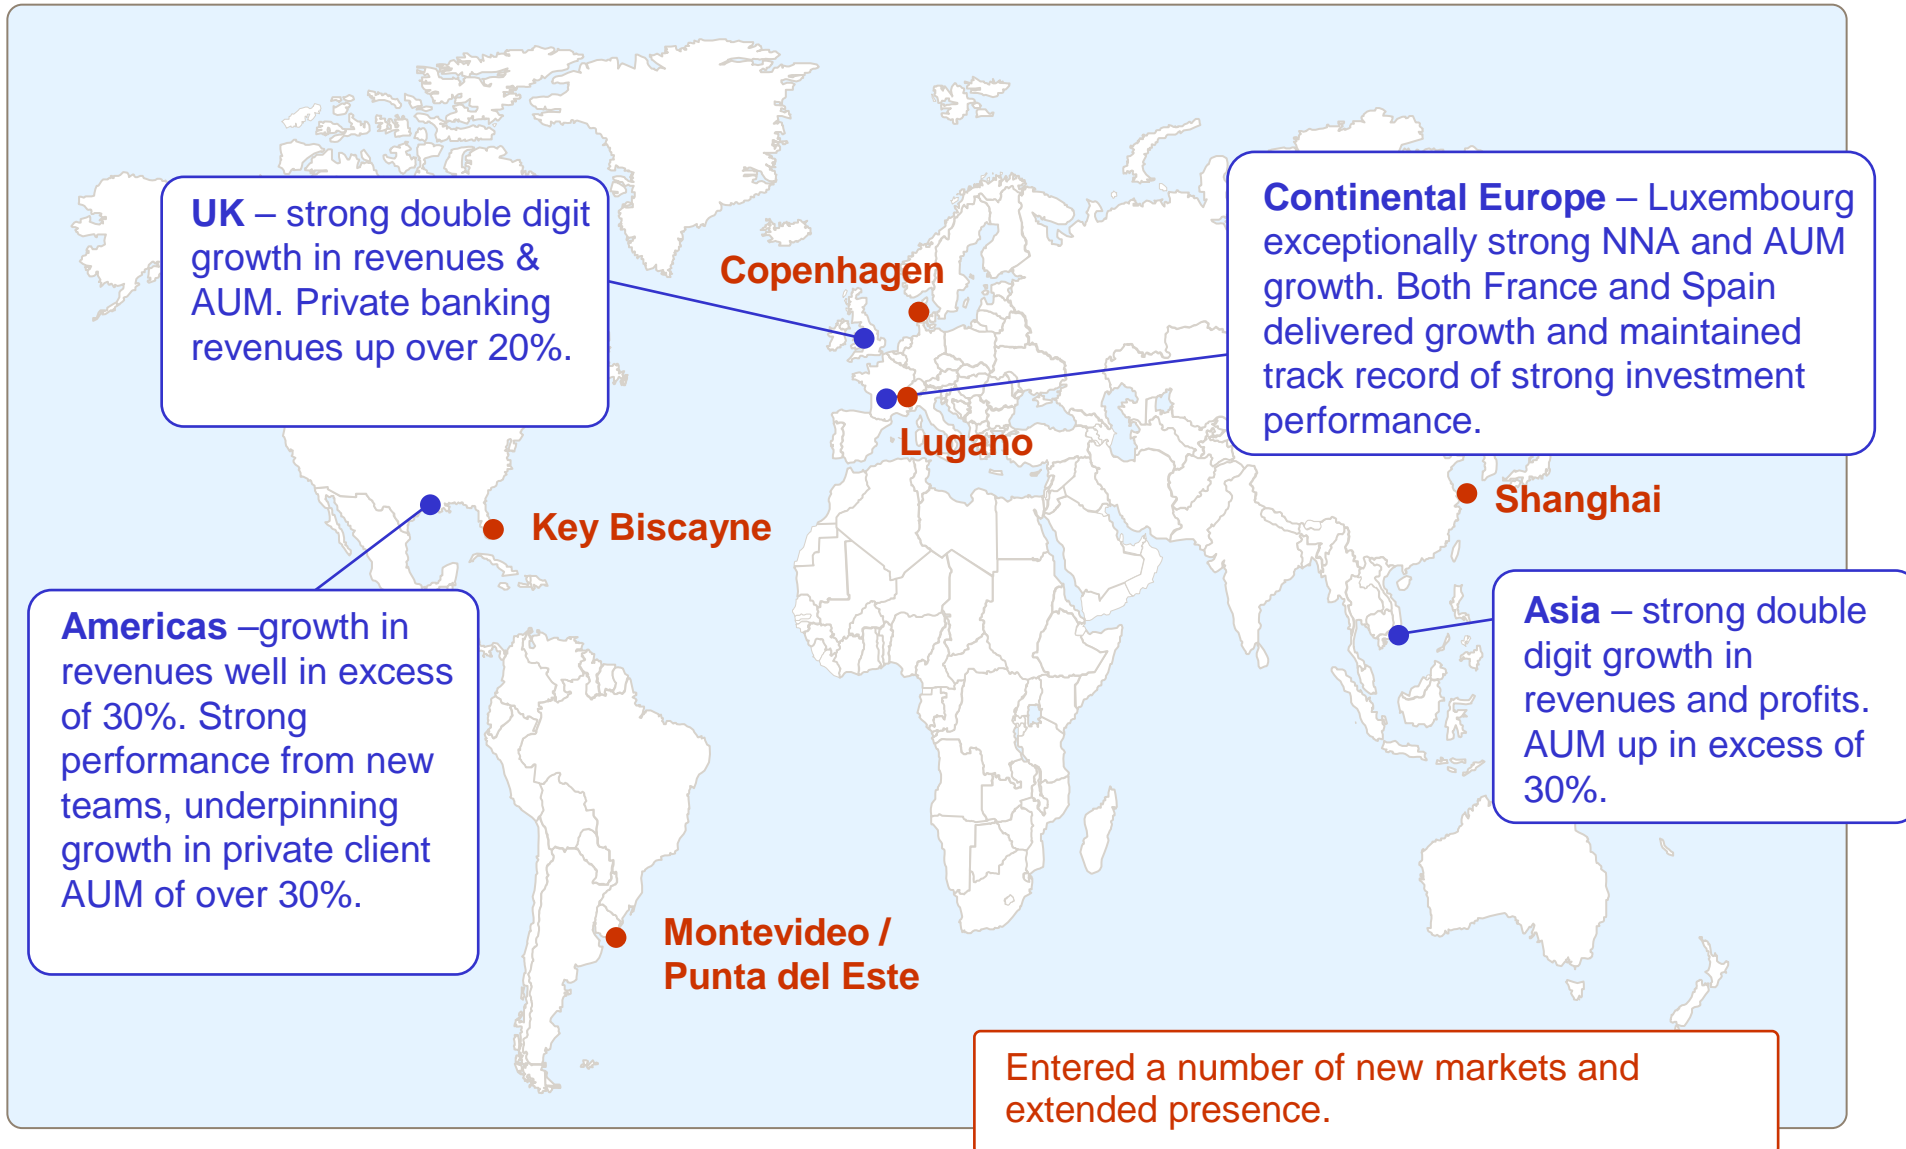 UK – strong double digit
growth in revenues &
AUM. Private banking
revenues up over 20%.
Copenhagen
Continental Europe – Luxembourg
exceptionally strong NNA and AUM
growth. Both France and Spain
delivered growth and maintained
track record of strong investment
performance.
Lugano
Key Biscayne
Shanghai
Americas –growth in
revenues well in excess
of 30%. Strong
performance from new
teams, underpinning
growth in private client
AUM of over 30%.
Asia – strong double
digit growth in
revenues and profits.
AUM up in excess of
30%.
Montevideo /
Punta del Este
Entered a number of new markets and
extended presence.